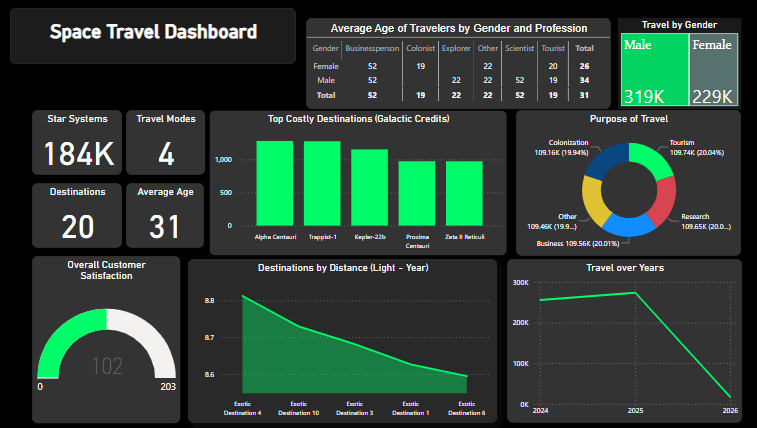 Space Travel Dashboard
Average Age of Travelers by Gender and Profession
Gender Businessperson Colonist Explorer Other Scientist Tourist Total
Female 52 19 22 20 26
Male 52 22 22 52 19 34
Total 52 19 22 22 52 19 31
Travel by Gender
Male
319K
Female
229K
Star Systems
184K
Travel Modes
4
Destinations
20
Average Age
31
Top Costly Destinations (Galactic Credits)
1,000
500
0
Alpha Centauri
Trappist-1
Kepler-22b
Proxima
Centauri
Zeta II Reticuli
Purpose of Travel
Colonization
109.16K (19.94%)
Tourism
109.74K (20.04%)
Other
109.46K (19.9...)
Research
109.65K (20.0...)
Business 109.56K (20.01%)
Overall Customer
Satisfaction
102
0
203
Destinations by Distance (Light - Year)
8.8
8.7
8.6
Exotic
Destination 4
Exotic
Destination 10
Exotic
Destination 3
Exotic
Destination 1
Exotic
Destination 6
Travel over Years
300K
200K
100K
0K
2024
2025
2026